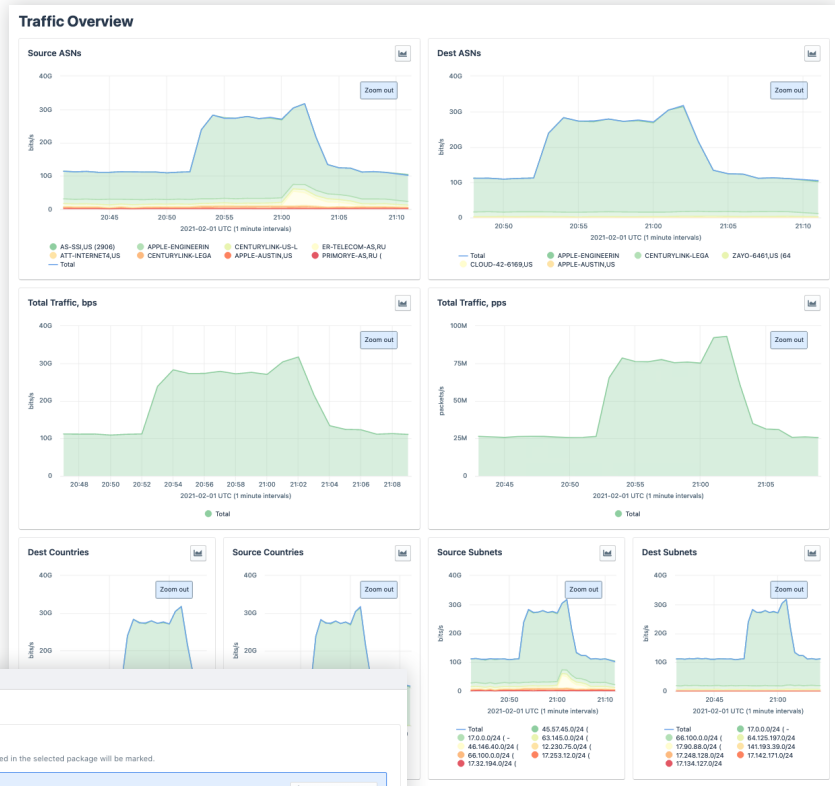 Traffic Overview
Source ASNs
40G
30G
20G
10G
0
bits/s
Zoom out
20:45 20:50 20:55 21:00 21:05 21:10
2021-02-01 UTC (1 minute intervals)
AS-SSI,US (2906) APPLE-ENGINEERIN CENTURYLINK-US-L ER-TELECOM-AS,RU
ATT-INTERNET4,US CENTURYLINK-LEGA APPLE-AUSTIN,US PRIMORYE-AS,RU (
Total
Dest ASNs
40G
30G
20G
10G
0
bits/s
Zoom out
20:50 20:55 21:00 21:05 21:10
2021-02-01 UTC (1 minute intervals)
Total APPLE-ENGINEERIN CENTURYLINK-LEGA ZAYO-6461,US (64
CLOUD-42-6169,US APPLE-AUSTIN,US
Total Traffic, bps
40G
30G
20G
10G
0
bits/s
Zoom out
20:48 20:50 20:52 20:54 20:56 20:58 21:00 21:02 21:04 21:06 21:08
2021-02-01 UTC (1 minute intervals)
Total
Total Traffic, pps
100M
75M
50M
25M
0
packets/s
Zoom out
20:45 20:50 20:55 21:00 21:05
2021-02-01 UTC (1 minute intervals)
Total
Dest Countries
40G
30G
20G
bits/s
Zoom out
Source Countries
40G
30G
20G
bits/s
Zoom out
Source Subnets
40G
30G
20G
10G
0
bits/s
Zoom out
20:50 21:00 21:10
2021-02-01 UTC (1 minute intervals)
Total 45.57.45.0/24 (
17.0.0.0/24 ( - 63.145.0.0/24 (
46.146.40.0/24 ( 12.230.75.0/24 (
66.100.0.0/24 ( 17.253.12.0/24 (
17.32.194.0/24 (
Dest Subnets
40G
30G
20G
10G
0
bits/s
Zoom out
20:45 21:00
2021-02-01 UTC (1 minute intervals)
Total 17.0.0.0/24 ( -
66.100.0.0/24 ( 64.125.197.0/24
17.90.88.0/24 ( 141.193.39.0/24
17.248.128.0/24 17.142.171.0/24
17.134.127.0/24
ed in the selected package will be marked.